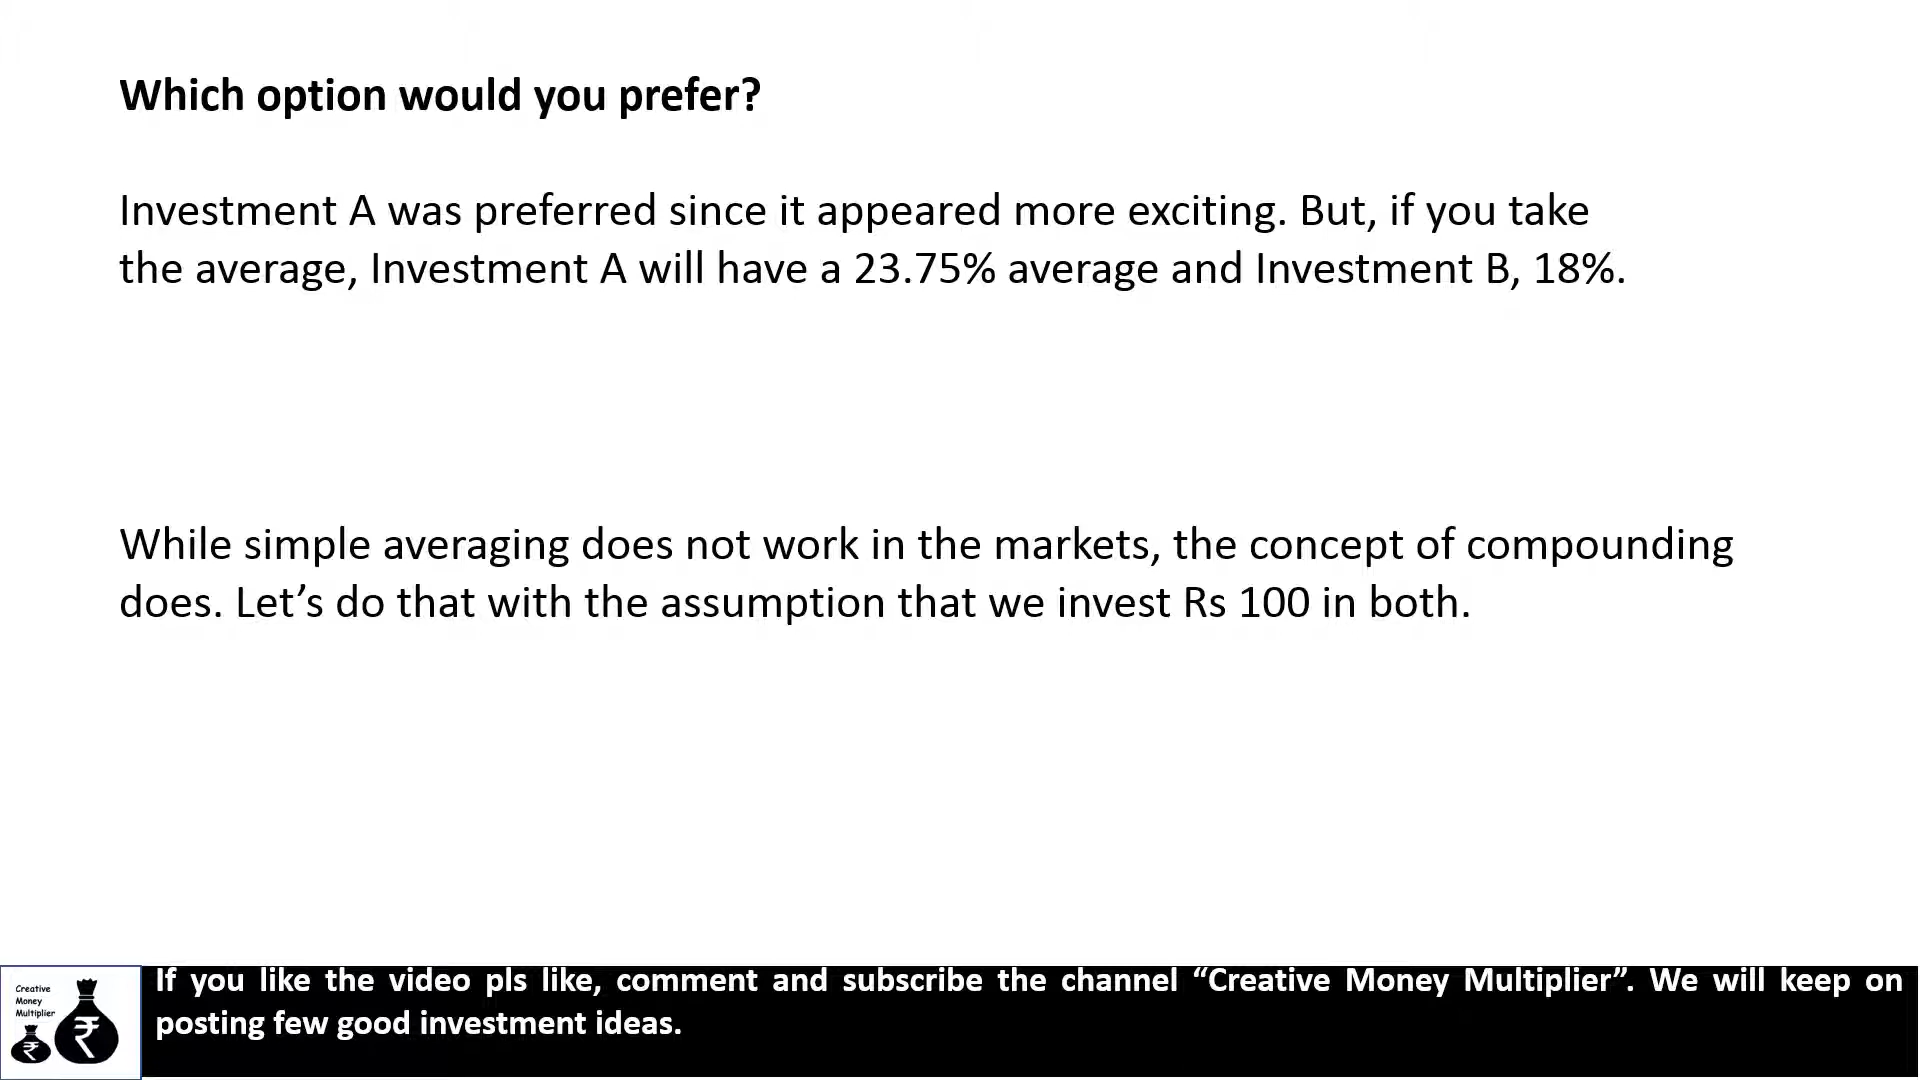 Which option would you prefer?
Investment A was preferred since it appeared more exciting. But, if you take
the average, Investment A will have a 23.75% average and Investment B, 18%.
While simple averaging does not work in the markets, the concept of compounding
does. Let’s do that with the assumption that we invest Rs 100 in both.
Creative
Money
Multiplier
₹
₹
If you like the video pls like, comment and subscribe the channel “Creative Money Multiplier”. We will keep on
posting few good investment ideas.